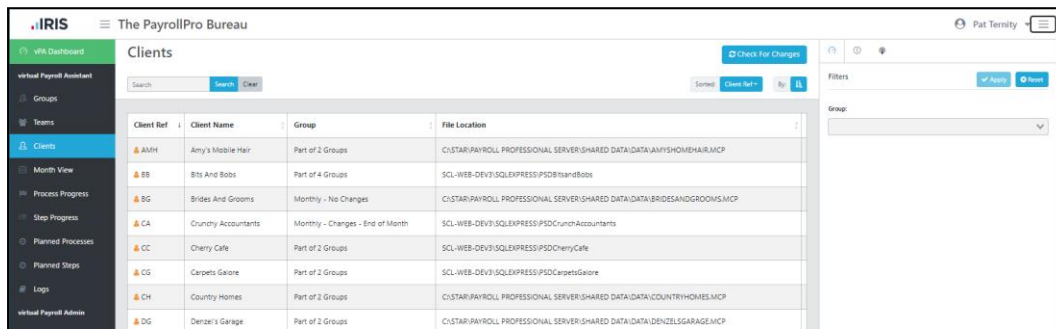 IRIS The PayrollPro Bureau Pat Ternity
vPA Dashboard
virtual Payroll Assistant
Groups
Teams
Clients
Month View
Process Progress
Step Progress
Planned Processes
Planned Steps
Logs
virtual Payroll Admin
Clients Check For Changes
Search Search Clear Sorted: Client Ref By:
Client Ref Client Name Group File Location
AMH Amy's Mobile Hair Part of 2 Groups C:\STAR\PAYROLL PROFESSIONAL SERVER\SHARED DATA\DATA\AMYSHOMEHAIR.MCP
BB Bits And Bobs Part of 4 Groups SCL-WEB-DEV3\SQLEXPRESS\PSDBitsandBobs
BG Brides And Grooms Monthly - No Changes C:\STAR\PAYROLL PROFESSIONAL SERVER\SHARED DATA\DATA\BRIDESANDGROOMS.MCP
CA Crunchy Accountants Monthly - Changes - End of Month SCL-WEB-DEV3\SQLEXPRESS\PSDCrunchAccountants
CC Cherry Cafe Part of 2 Groups SCL-WEB-DEV3\SQLEXPRESS\PSDCherryCafe
CG Carpets Galore Part of 2 Groups SCL-WEB-DEV3\SQLEXPRESS\PSDCarpetsGalore
CH Country Homes Part of 2 Groups C:\STAR\PAYROLL PROFESSIONAL SERVER\SHARED DATA\DATA\COUNTRYHOMES.MCP
DG Denzel's Garage Part of 2 Groups C:\STAR\PAYROLL PROFESSIONAL SERVER\SHARED DATA\DATA\DENZELSGARAGE.MCP
Filters Apply Reset
Group: